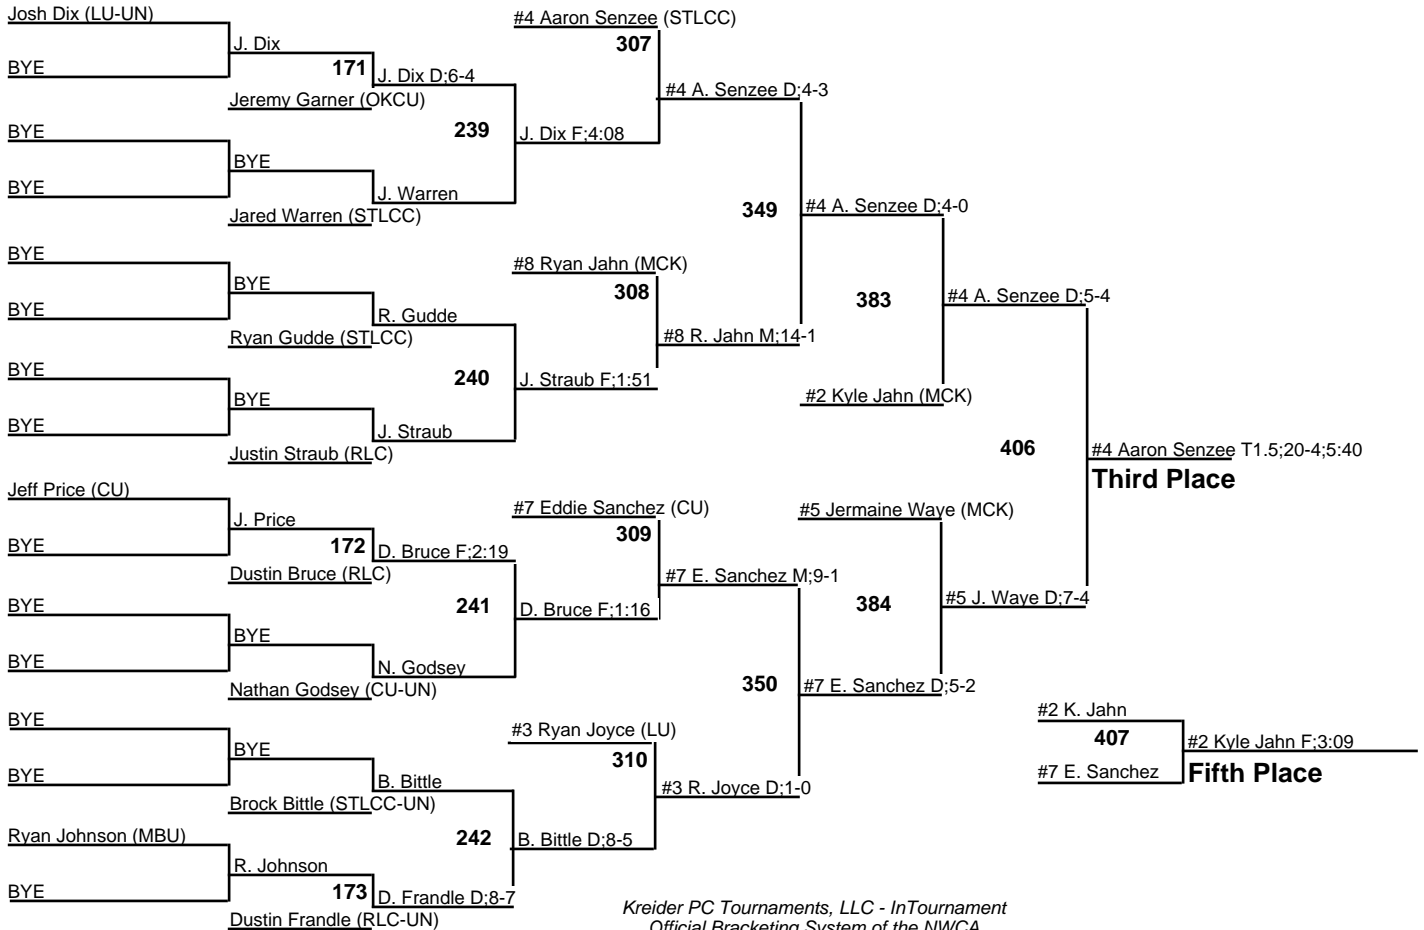 Josh Dix (LU-UN)
BYE
J. Dix
171
Jeremy Garner (OKCU)
J. Dix D;6-4
BYE
BYE
BYE
Jared Warren (STLCC)
J. Warren
239
J. Dix F;4:08
#4 Aaron Senzee (STLCC)
307
#4 A. Senzee D;4-3
BYE
BYE
BYE
Ryan Gudde (STLCC)
R. Gudde
BYE
BYE
BYE
Justin Straub (RLC)
J. Straub
240
J. Straub F;1:51
#8 Ryan Jahn (MCK)
308
#8 R. Jahn M;14-1
349
#4 A. Senzee D;4-0
383
#2 Kyle Jahn (MCK)
#4 A. Senzee D;5-4
Jeff Price (CU)
BYE
J. Price
172
Dustin Bruce (RLC)
D. Bruce F;2:19
BYE
BYE
BYE
Nathan Godsey (CU-UN)
N. Godsey
241
D. Bruce F;1:16
#7 Eddie Sanchez (CU)
309
#7 E. Sanchez M;9-1
BYE
BYE
BYE
Brock Bittle (STLCC-UN)
B. Bittle
Ryan Johnson (MBU)
BYE
R. Johnson
173
Dustin Frandle (RLC-UN)
D. Frandle D;8-7
242
B. Bittle D;8-5
#3 Ryan Joyce (LU)
310
#3 R. Joyce D;1-0
350
#7 E. Sanchez D;5-2
#5 Jermaine Waye (MCK)
384
#5 J. Waye D;7-4
406
#4 Aaron Senzee T1.5;20-4;5:40
Third Place
#2 K. Jahn
407
#7 E. Sanchez
#2 Kyle Jahn F;3:09
Fifth Place
Kreider PC Tournaments, LLC - InTournament
Official Bracketing System of the NWCA